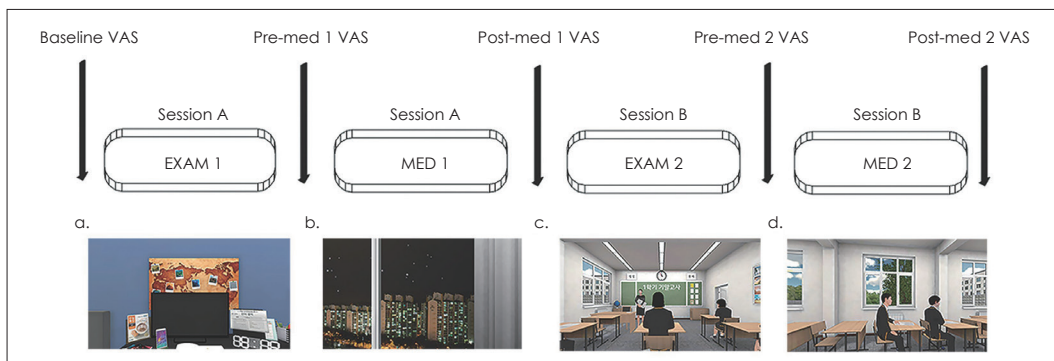 Baseline VAS Pre-med 1 VAS Post-med 1 VAS Pre-med 2 VAS Post-med 2 VAS
Session A Session A Session B Session B
EXAM 1 MED 1 EXAM 2 MED 2
a. b. c. d.
1학기 기말고사